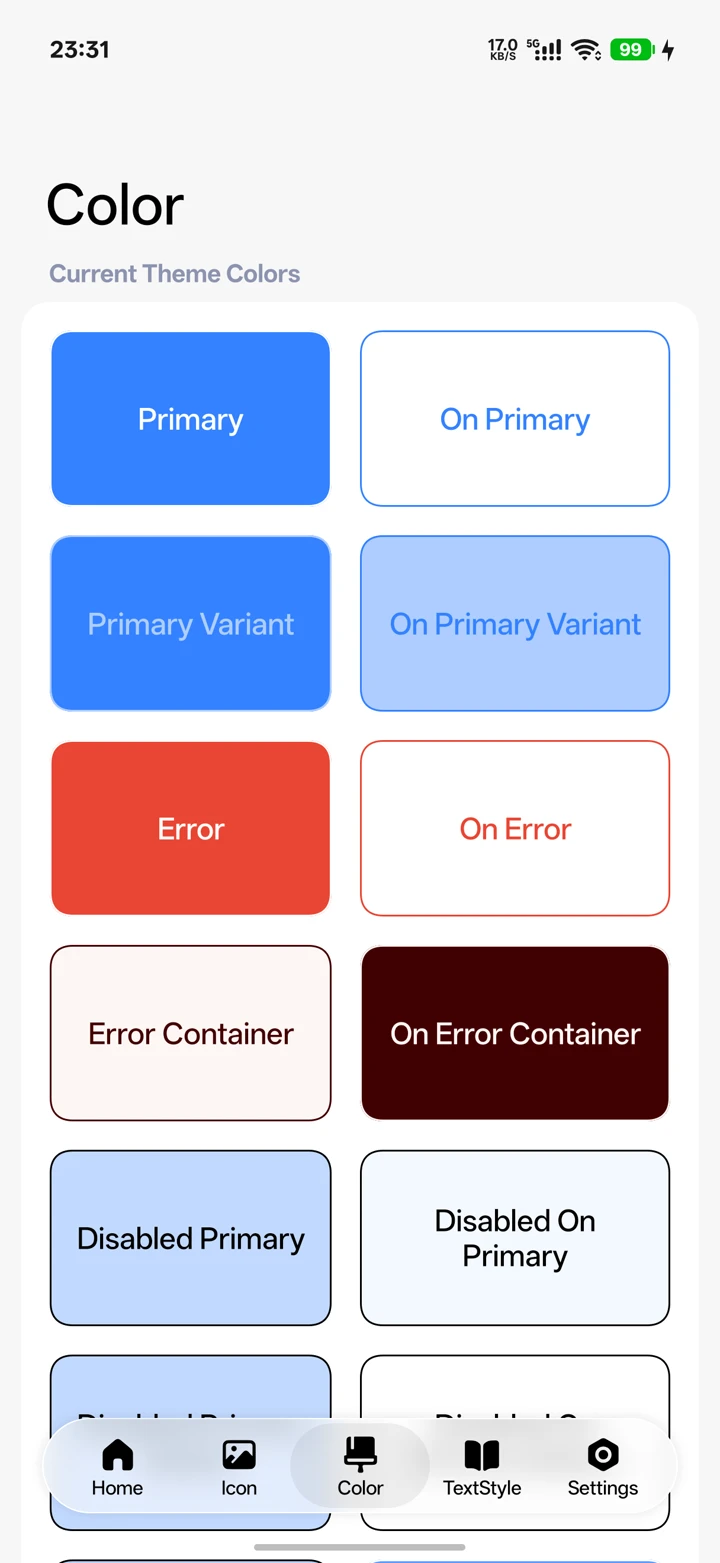 23:31
17.0
KB/S
5G
99
Color
Current Theme Colors
Primary
On Primary
Primary Variant
On Primary Variant
Error
On Error
Error Container
On Error Container
Disabled Primary
Disabled On
Primary
Home
Icon
Color
TextStyle
Settings